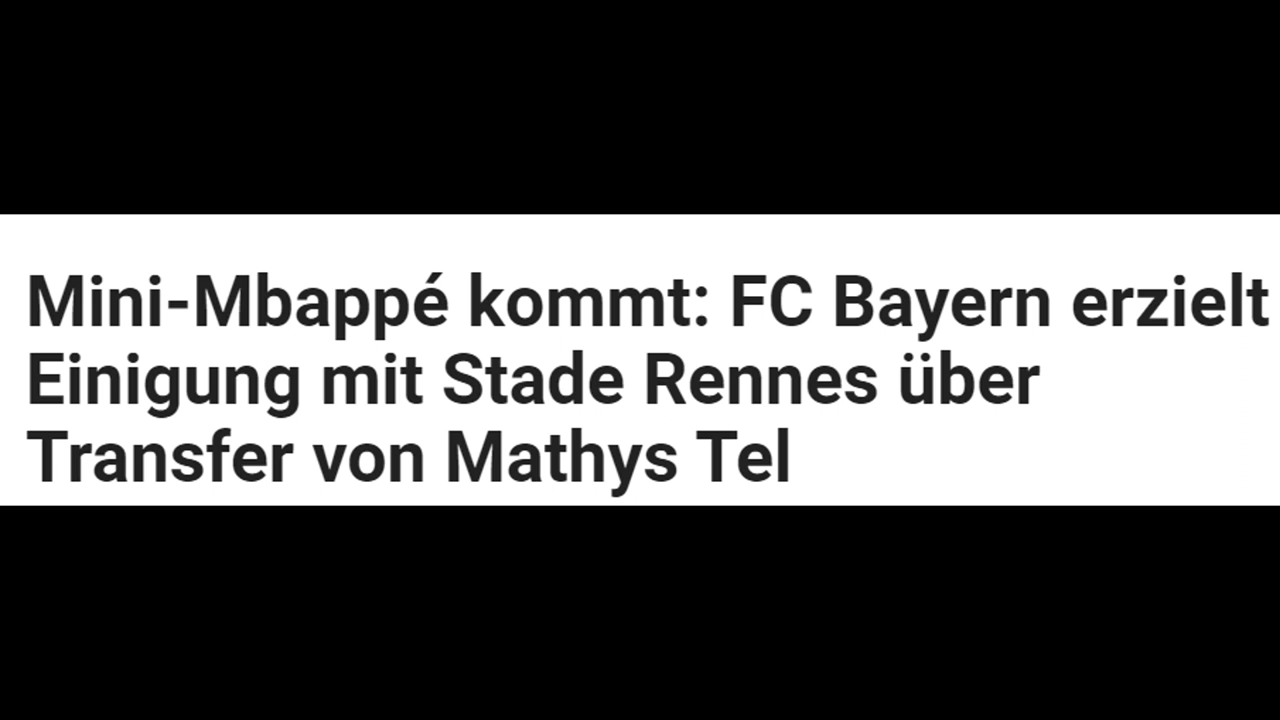 Mini-Mbappé kommt: FC Bayern erzielt
Einigung mit Stade Rennes über
Transfer von Mathys Tel